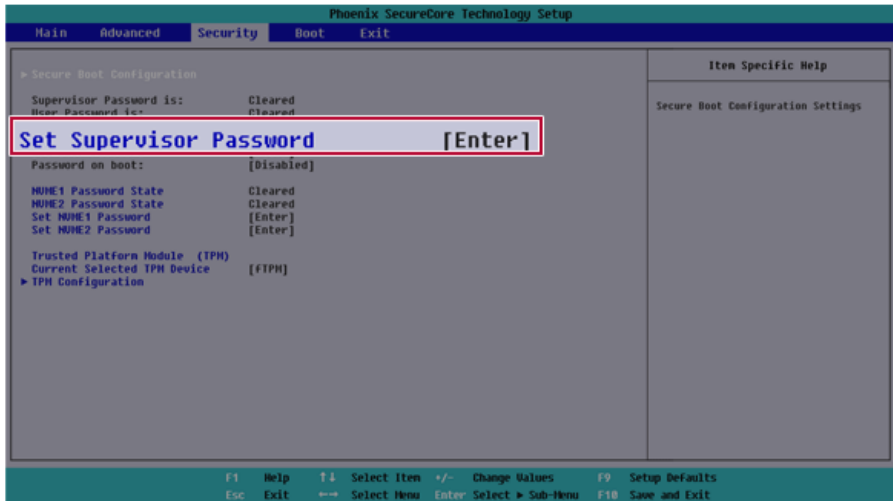 Phoenix SecureCore Technology Setup
Main Advanced Security Boot Exit
▶ Secure Boot Configuration
Item Specific Help
Supervisor Password is: Cleared
Secure Boot Configuration Settings
User Password is: Cleared
Set Supervisor Password [Enter]
Password on boot: [Disabled]
NVME1 Password State Cleared
NVME2 Password State Cleared
Set NVME1 Password [Enter]
Set NVME2 Password [Enter]
Trusted Platform Module (TPM)
Current Selected TPM Device [fTPM]
▶ TPM Configuration
F1 Help ↑↓ Select Item +/- Change Values F9 Setup Defaults
Esc Exit ←→ Select Menu Enter Select ▶ Sub-Menu F10 Save and Exit